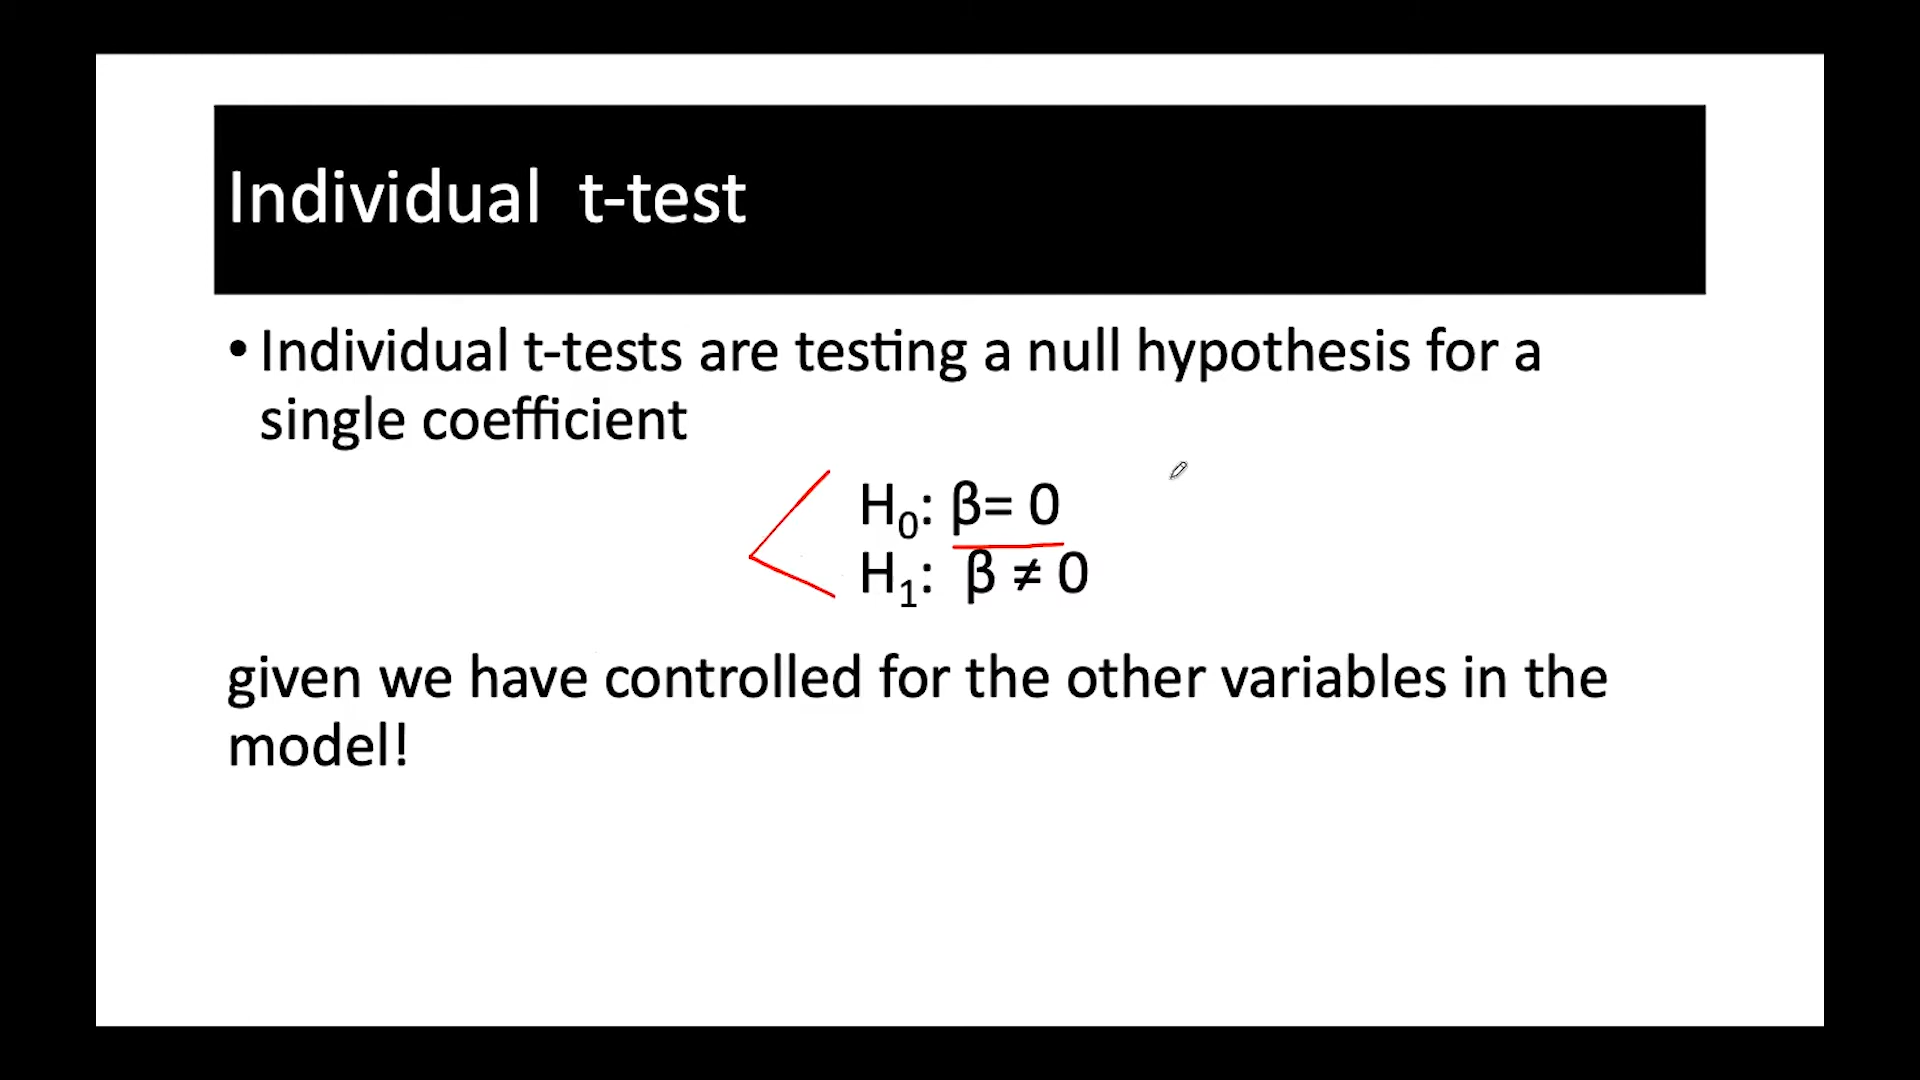 Individual t-test
• Individual t-tests are testing a null hypothesis for a
single coefficient
H₀: β= 0
H₁: β ≠ 0
given we have controlled for the other variables in the
model!